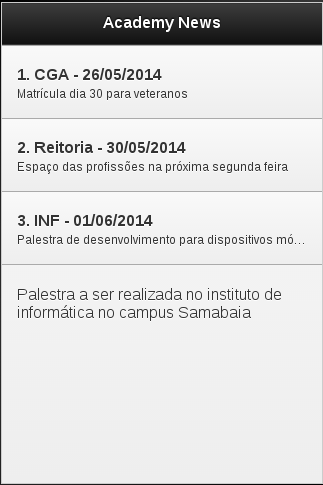 Academy News
1. CGA - 26/05/2014
Matrícula dia 30 para veteranos
2. Reitoria - 30/05/2014
Espaço das profissões na próxima segunda feira
3. INF - 01/06/2014
Palestra de desenvolvimento para dispositivos mó...
Palestra a ser realizada no instituto de
informática no campus Samabaia